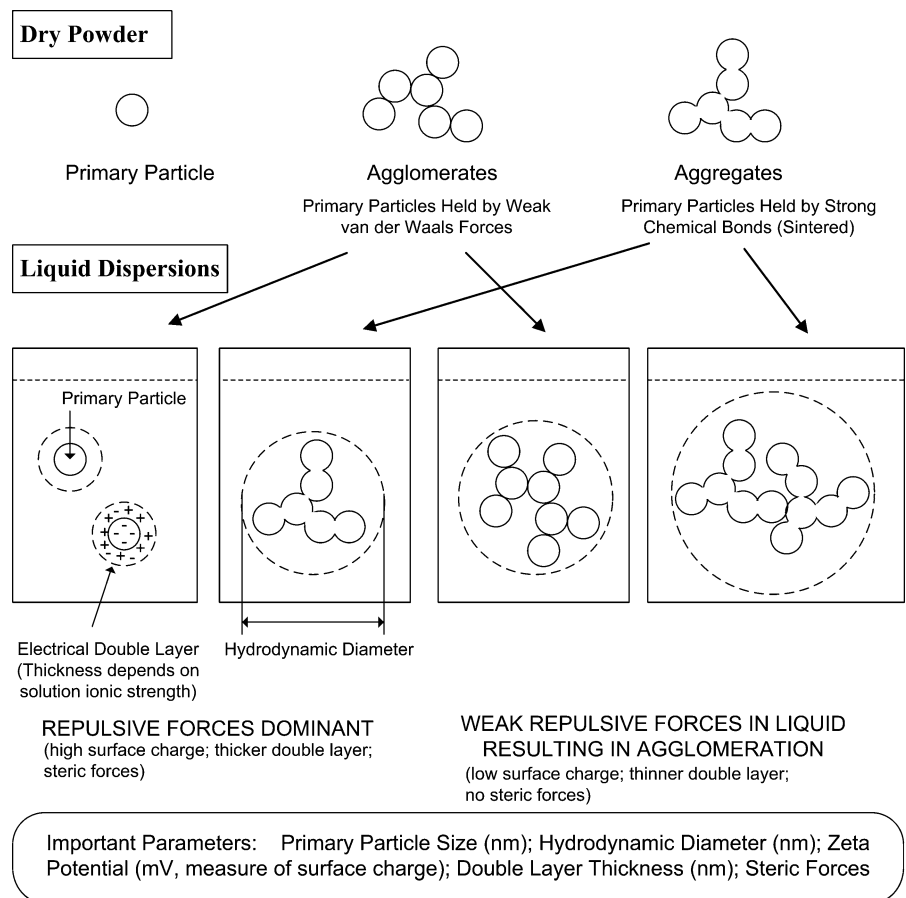 Dry Powder
Primary Particle
Agglomerates
Primary Particles Held by Weak
van der Waals Forces
Aggregates
Primary Particles Held by Strong
Chemical Bonds (Sintered)
Liquid Dispersions
Primary Particle
Electrical Double Layer
(Thickness depends on
solution ionic strength)
Hydrodynamic Diameter
REPULSIVE FORCES DOMINANT
(high surface charge; thicker double layer;
steric forces)
WEAK REPULSIVE FORCES IN LIQUID
RESULTING IN AGGLOMERATION
(low surface charge; thinner double layer;
no steric forces)
Important Parameters: Primary Particle Size (nm); Hydrodynamic Diameter (nm); Zeta
Potential (mV, measure of surface charge); Double Layer Thickness (nm); Steric Forces